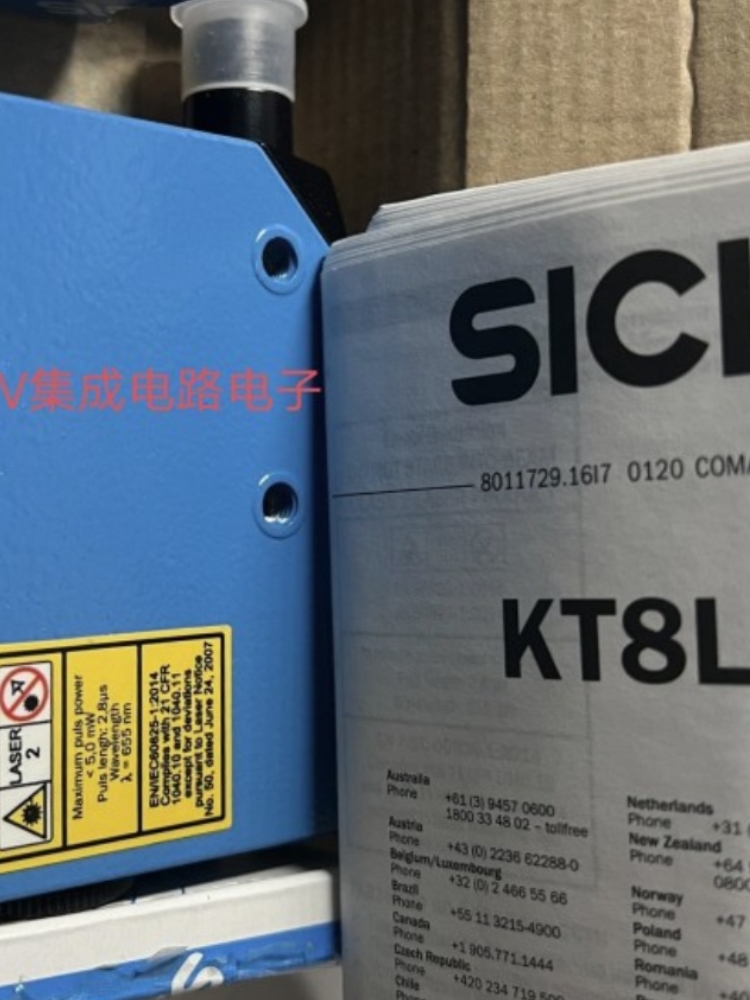 SICK
8011729.16I7 0120 COMA
KT8L
V集成电路电子
LASER
2
Maximum puls power
< 5,0 mW
Puls length: 2.8µs
Wavelength
λ = 655 nm
EN/IEC60825-1:2014
Complies with 21 CFR
1040.10 and 1040.11
except for deviations
pursuant to Laser Notice
No. 50, dated June 24, 2007
Australia
Phone +61 (3) 9457 0600
1800 33 48 02 – tollfree
Austria
Phone +43 (0) 2236 62288-0
Belgium/Luxembourg
Phone +32 (0) 2 466 55 66
Brazil
Phone +55 11 3215-4900
Canada
Phone +1 905.771.1444
Czech Republic
Phone +420 234 719 500
Chile
Phone
Netherlands
Phone +31 (
New Zealand
Phone +64
0800
Norway
Phone +47
Poland
Phone +48
Romania
Phone